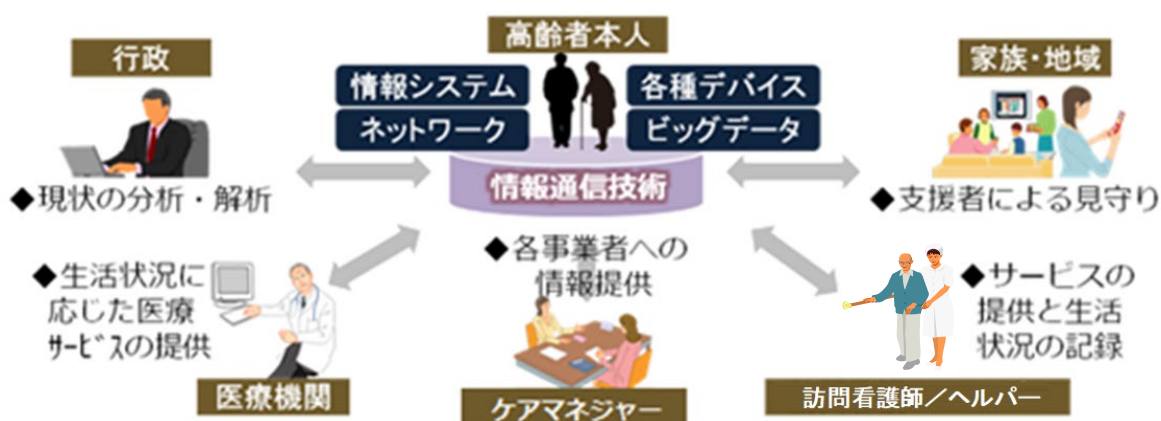 高齢者本人
行政
家族・地域
情報システム
各種デバイス
ネットワーク
ビッグデータ
情報通信技術
◆現状の分析・解析
◆支援者による見守り
◆生活状況に
応じた医療
サービスの提供
◆各事業者への
情報提供
◆サービスの
提供と生活
状況の記録
医療機関
ケアマネジャー
訪問看護師／ヘルパー